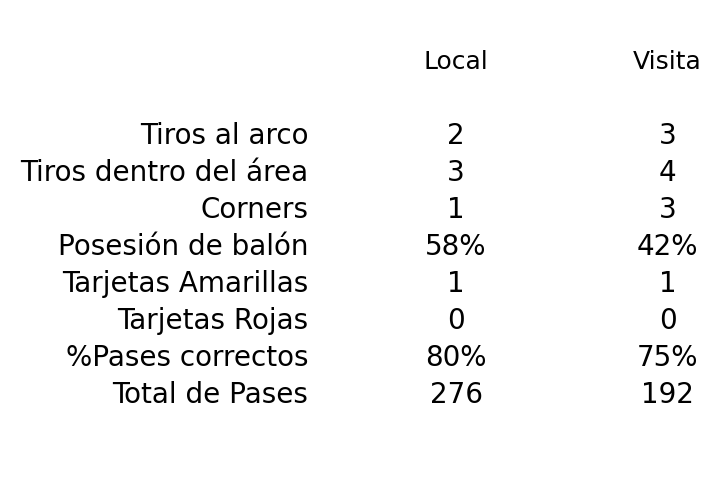 Local Visita
Tiros al arco 2 3
Tiros dentro del área 3 4
Corners 1 3
Posesión de balón 58% 42%
Tarjetas Amarillas 1 1
Tarjetas Rojas 0 0
%Pases correctos 80% 75%
Total de Pases 276 192